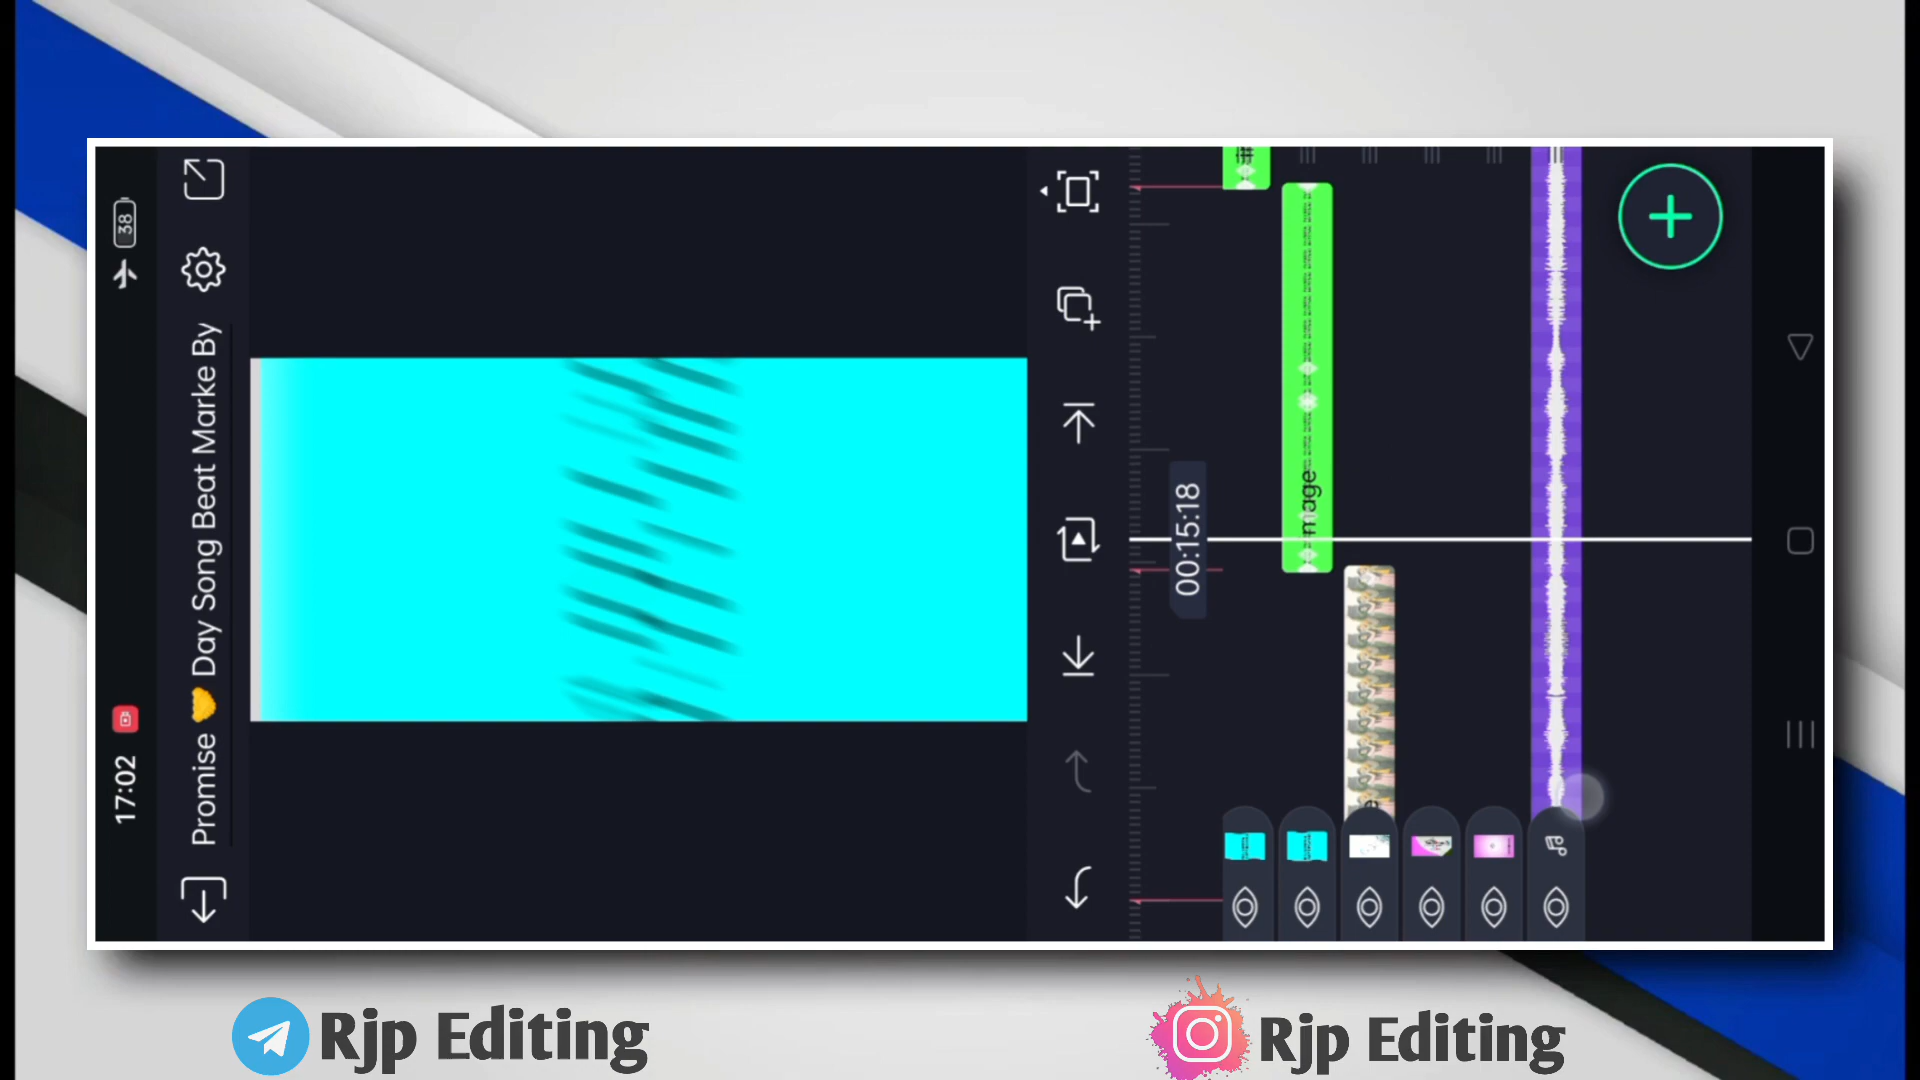 17:02
38
Promise 🤝 Day Song Beat Marke By
00:15:18
mage
e
Rjp Editing
Rjp Editing